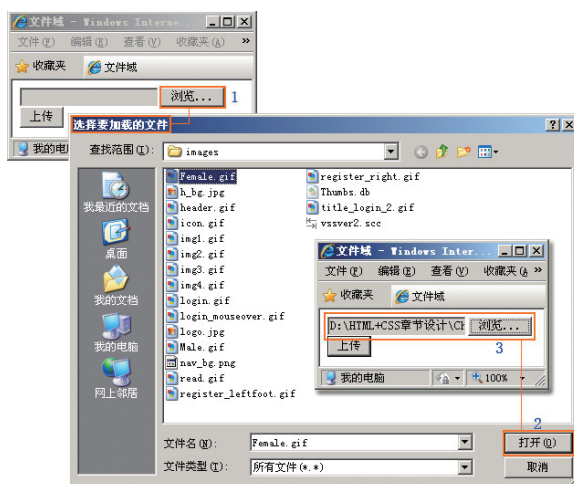 文件域 - Windows Interne...
文件(F) 编辑(E) 查看(V) 收藏夹(A) »
收藏夹 文件域
浏览... 1
上传
我的电
选择要加载的文件
查找范围(I): images
我最近的文档
桌面
我的文档
我的电脑
网上邻居
Female.gif
h_bg.jpg
header.gif
icon.gif
img1.gif
img2.gif
img3.gif
img4.gif
login.gif
login_mouseover.gif
logo.jpg
Male.gif
nav_bg.png
read.gif
register_leftfoot.gif
register_right.gif
Thumbs.db
title_login_2.gif
vssver2.scc
文件域 - Windows Inter...
文件(F) 编辑(E) 查看(V) 收藏夹(A »
收藏夹 文件域
D:\HTML+CSS章节设计\Ch 浏览...
上传 3
我的电脑 100%
2
文件名(N): Female.gif 打开(O)
文件类型(T): 所有文件(*.*) 取消